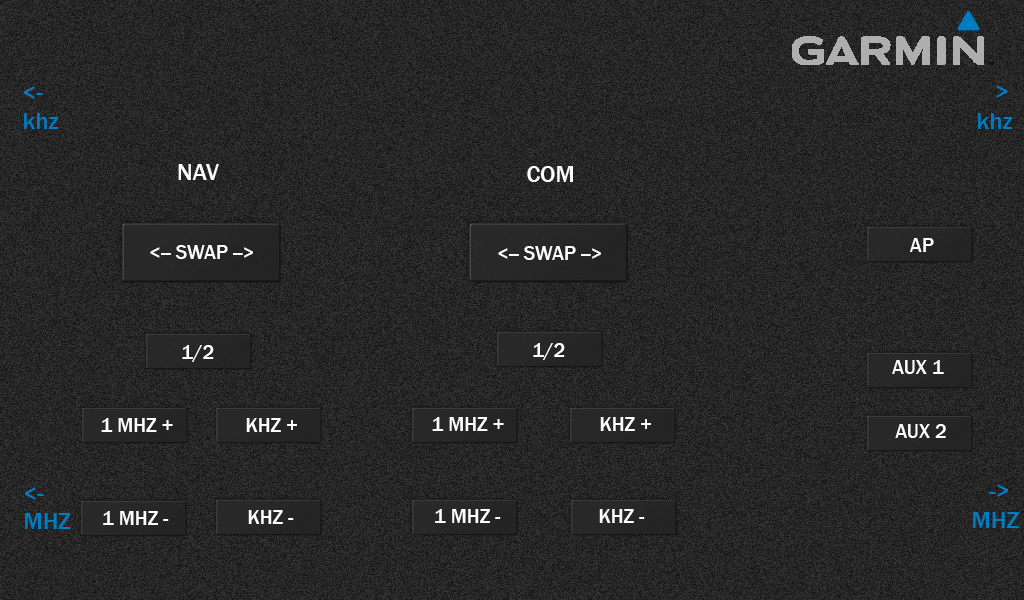 GARMIN
<- >
khz khz
NAV COM
<– SWAP –> <– SWAP –> AP
1/2 1/2
AUX 1
1 MHZ + KHZ + 1 MHZ + KHZ +
AUX 2
<- ->
MHZ 1 MHZ - KHZ - 1 MHZ - KHZ - MHZ